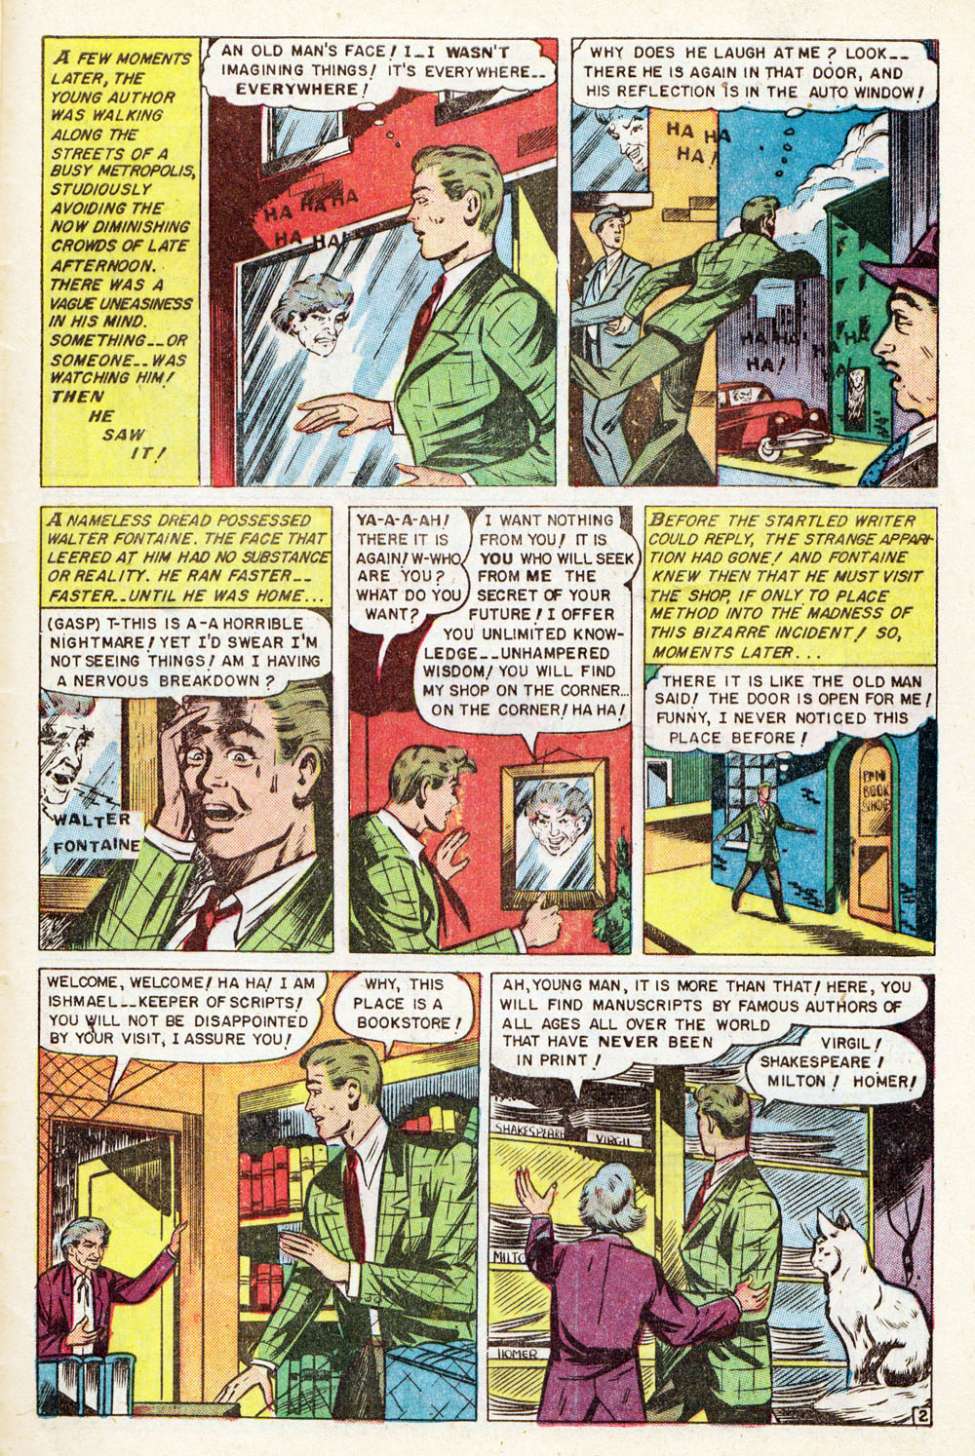 A FEW MOMENTS
LATER, THE
YOUNG AUTHOR
WAS WALKING
ALONG THE
STREETS OF A
BUSY METROPOLIS,
STUDIOUSLY
AVOIDING THE
NOW DIMINISHING
CROWDS OF LATE
AFTERNOON.
THERE WAS A
VAGUE UNEASINESS
IN HIS MIND.
SOMETHING--OR
SOMEONE--WAS
WATCHING HIM!
THEN
HE
SAW
IT!
AN OLD MAN'S FACE! I--I WASN'T
IMAGINING THINGS! IT'S EVERYWHERE--
EVERYWHERE!
HA HA HA
HA HA!
WHY DOES HE LAUGH AT ME? LOOK--
THERE HE IS AGAIN IN THAT DOOR, AND
HIS REFLECTION IS IN THE AUTO WINDOW!
HA HA
HA!
HA HA
HA!
HA HA
HA!
A NAMELESS DREAD POSSESSED
WALTER FONTAINE. THE FACE THAT
LEERED AT HIM HAD NO SUBSTANCE
OR REALITY. HE RAN FASTER--
FASTER--UNTIL HE WAS HOME...
(GASP) T-THIS IS A-A HORRIBLE
NIGHTMARE! YET I'D SWEAR I'M
NOT SEEING THINGS! AM I HAVING
A NERVOUS BREAKDOWN?
WALTER
FONTAINE
YA-A-A-AH!
THERE IT IS
AGAIN! W-WHO
ARE YOU?
WHAT DO YOU
WANT?
I WANT NOTHING
FROM YOU! IT IS
YOU WHO WILL SEEK
FROM ME THE
SECRET OF YOUR
FUTURE! I OFFER
YOU UNLIMITED KNOW-
LEDGE--UNHAMPERED
WISDOM! YOU WILL FIND
MY SHOP ON THE CORNER...
ON THE CORNER! HA HA!
BEFORE THE STARTLED WRITER
COULD REPLY, THE STRANGE APPARI-
TION HAD GONE! AND FONTAINE
KNEW THEN THAT HE MUST VISIT
THE SHOP, IF ONLY TO PLACE
METHOD INTO THE MADNESS OF
THIS BIZARRE INCIDENT! SO,
MOMENTS LATER...
THERE IT IS LIKE THE OLD MAN
SAID! THE DOOR IS OPEN FOR ME!
FUNNY, I NEVER NOTICED THIS
PLACE BEFORE!
BOOK
SHOP
WELCOME, WELCOME! HA HA! I AM
ISHMAEL--KEEPER OF SCRIPTS!
YOU WILL NOT BE DISAPPOINTED
BY YOUR VISIT, I ASSURE YOU!
WHY, THIS
PLACE IS A
BOOKSTORE!
AH, YOUNG MAN, IT IS MORE THAN THAT! HERE, YOU
WILL FIND MANUSCRIPTS BY FAMOUS AUTHORS OF
ALL AGES ALL OVER THE WORLD
THAT HAVE NEVER BEEN
IN PRINT!
VIRGIL!
SHAKESPEARE!
MILTON! HOMER!
SHAKESPEARE
VIRGIL
MILTON
HOMER
2